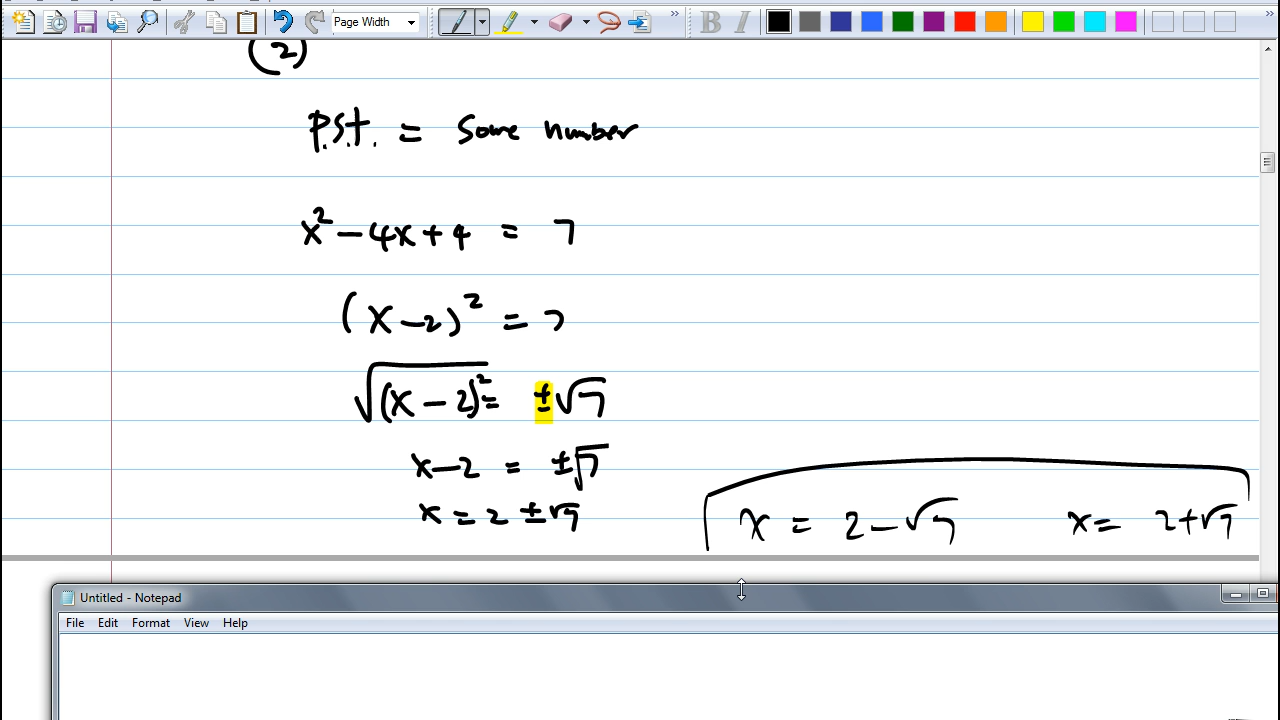 Page Width
B I
(2)
P.S.T. = Some number
x² - 4x + 4 = 7
(x - 2)² = 7
√(x - 2)² = ±√7
x - 2 = ±√7
x = 2 ± √7
x = 2 - √7 x = 2 + √7
Untitled - Notepad
File Edit Format View Help